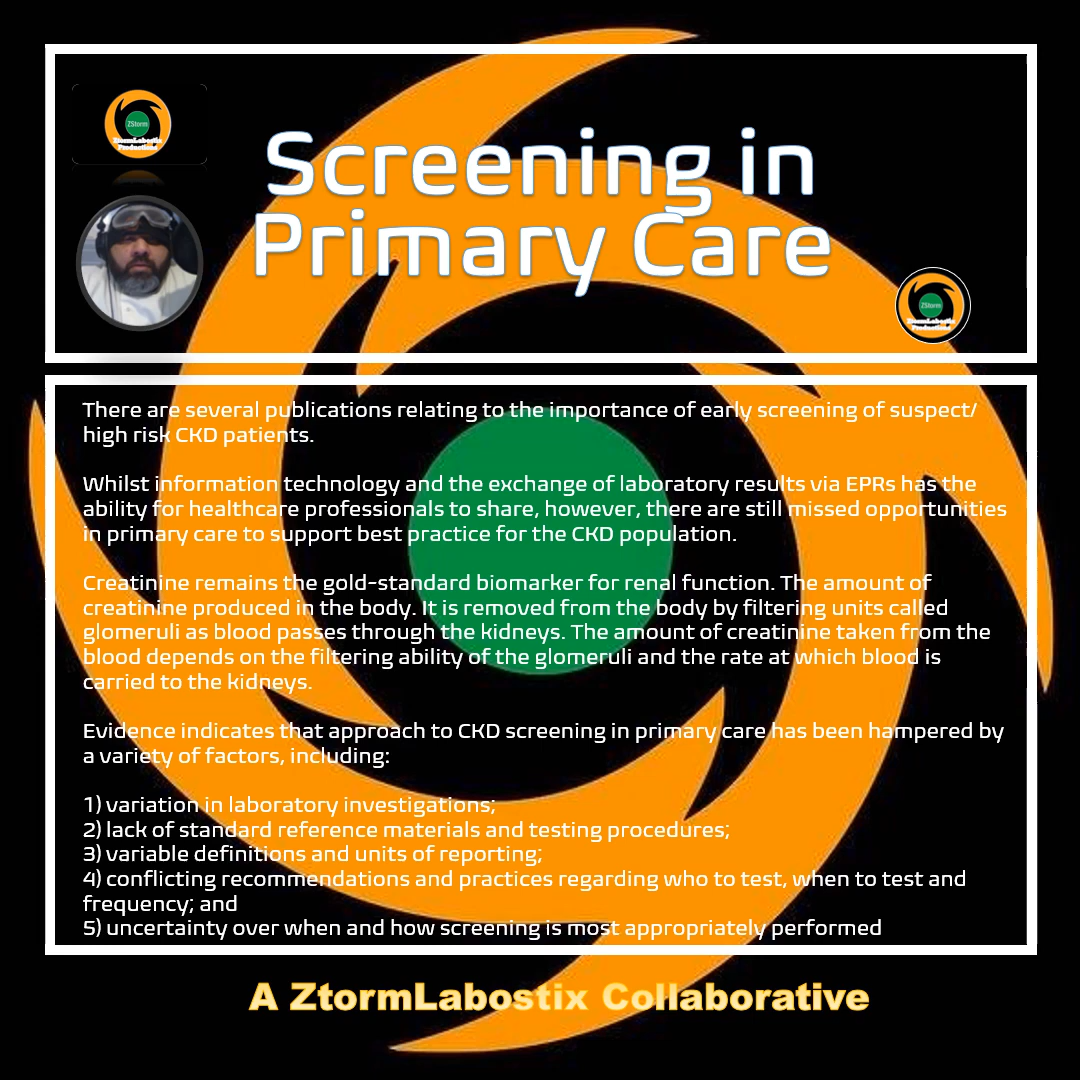 ZStorm
ZtormLabostix
Productions
Screening in
Primary Care
ZStorm
ZtormLabostix
Productions
There are several publications relating to the importance of early screening of suspect/
high risk CKD patients.
Whilst information technology and the exchange of laboratory results via EPRs has the
ability for healthcare professionals to share, however, there are still missed opportunities
in primary care to support best practice for the CKD population.
Creatinine remains the gold-standard biomarker for renal function. The amount of
creatinine produced in the body. It is removed from the body by filtering units called
glomeruli as blood passes through the kidneys. The amount of creatinine taken from the
blood depends on the filtering ability of the glomeruli and the rate at which blood is
carried to the kidneys.
Evidence indicates that approach to CKD screening in primary care has been hampered by
a variety of factors, including:
1) variation in laboratory investigations;
2) lack of standard reference materials and testing procedures;
3) variable definitions and units of reporting;
4) conflicting recommendations and practices regarding who to test, when to test and
frequency; and
5) uncertainty over when and how screening is most appropriately performed
A ZtormLabostix Collaborative